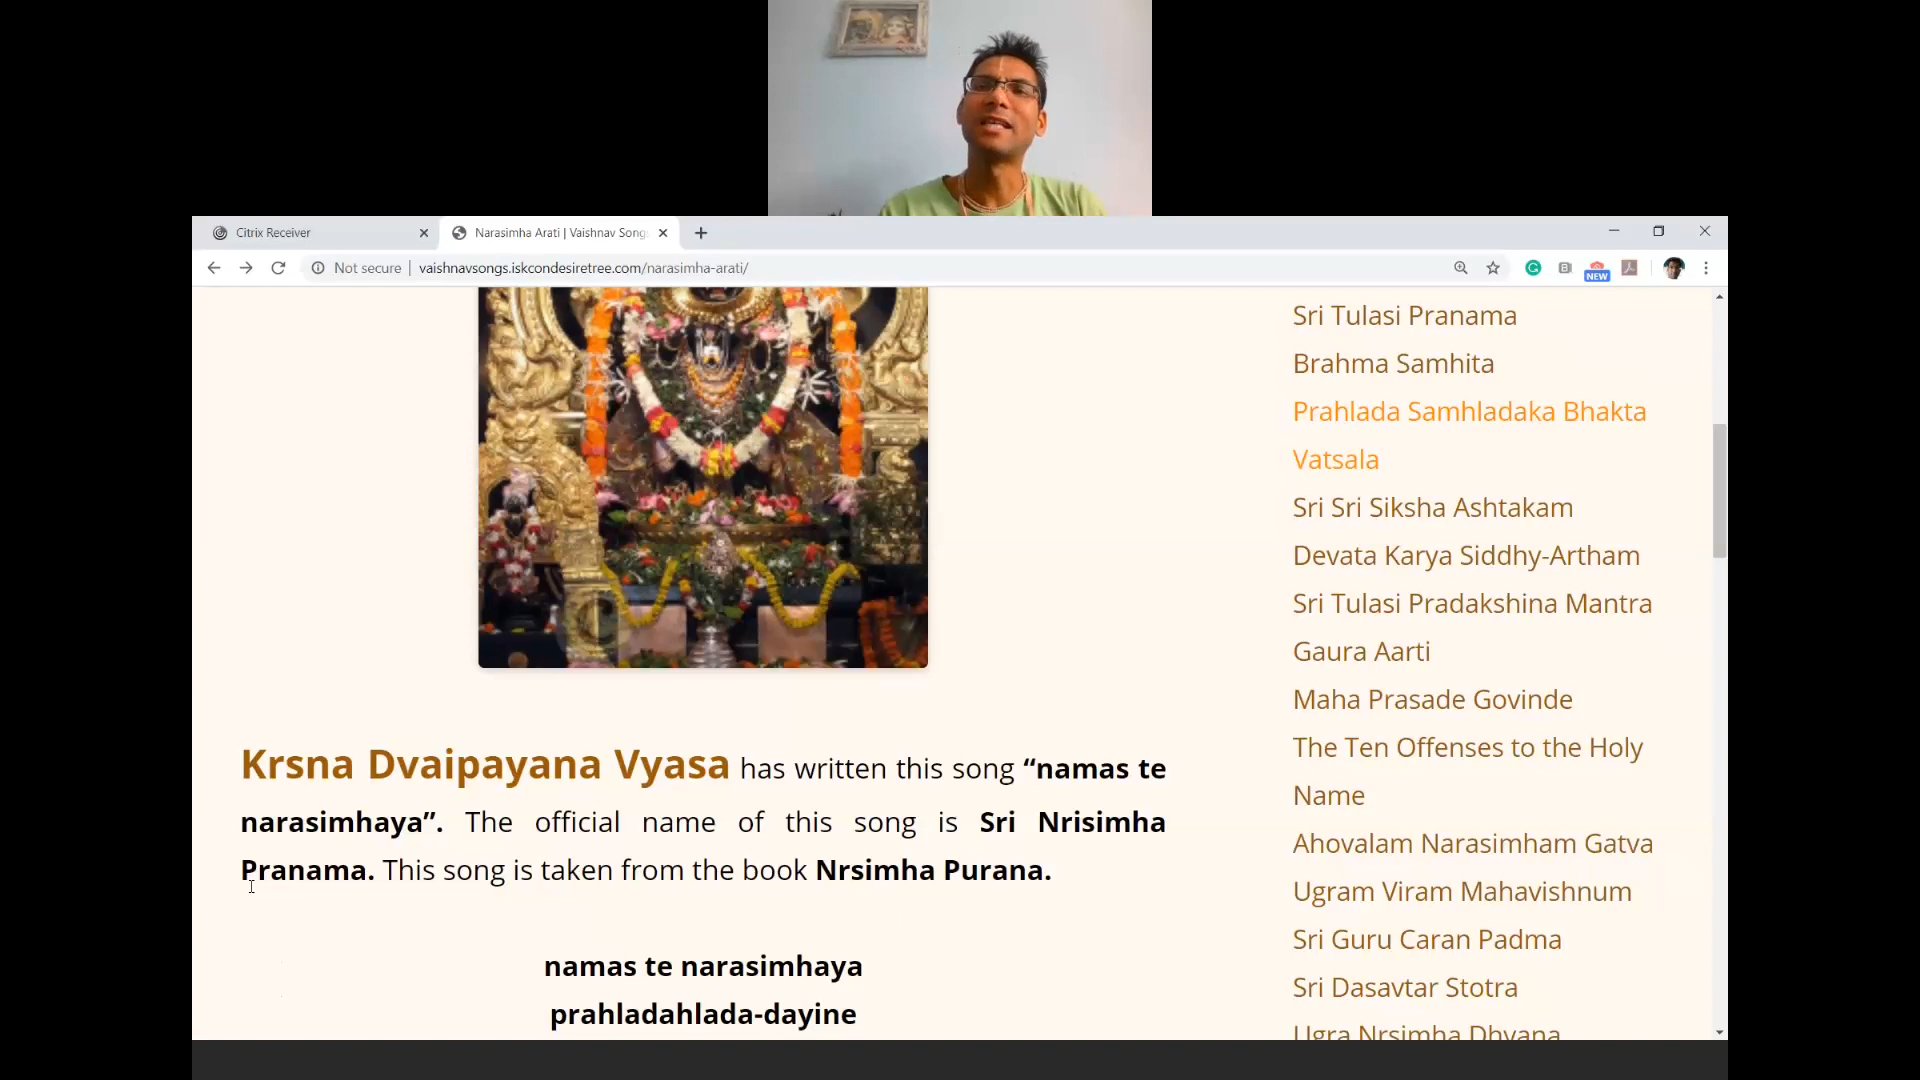 Citrix Receiver
Narasimha Arati | Vaishnav Song
Not secure
vaishnavsongs.iskcondesiretree.com/narasimha-arati/
NEW
Sri Tulasi Pranama
Brahma Samhita
Prahlada Samhladaka Bhakta
Vatsala
Sri Sri Siksha Ashtakam
Devata Karya Siddhy-Artham
Sri Tulasi Pradakshina Mantra
Gaura Aarti
Maha Prasade Govinde
The Ten Offenses to the Holy
Name
Ahovalam Narasimham Gatva
Ugram Viram Mahavishnum
Sri Guru Caran Padma
Sri Dasavtar Stotra
Ugra Nrsimha Dhyana
Krsna Dvaipayana Vyasa has written this song “namas te
narasimhaya”. The official name of this song is Sri Nrisimha
Pranama. This song is taken from the book Nrsimha Purana.
namas te narasimhaya
prahladahlada-dayine